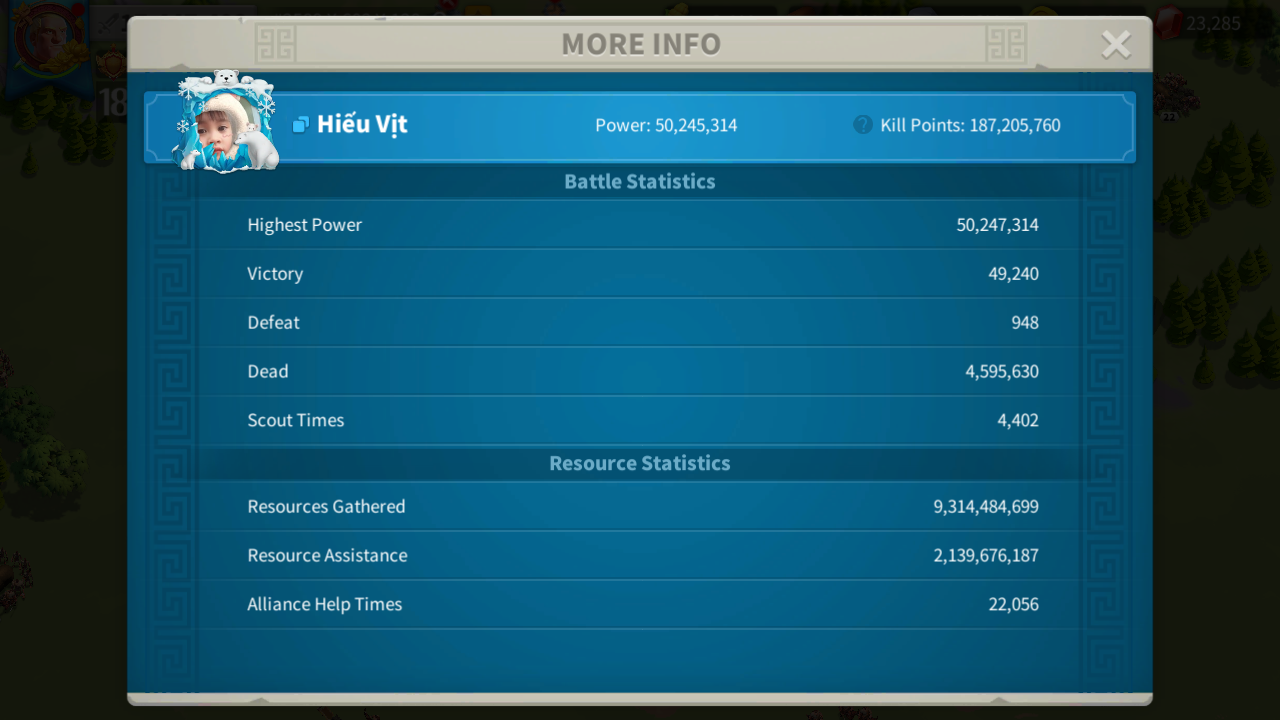 MORE INFO
23,285
18
Hiếu Vịt
Power: 50,245,314
? Kill Points: 187,205,760
22
Battle Statistics
Highest Power 50,247,314
Victory 49,240
Defeat 948
Dead 4,595,630
Scout Times 4,402
Resource Statistics
Resources Gathered 9,314,484,699
Resource Assistance 2,139,676,187
Alliance Help Times 22,056